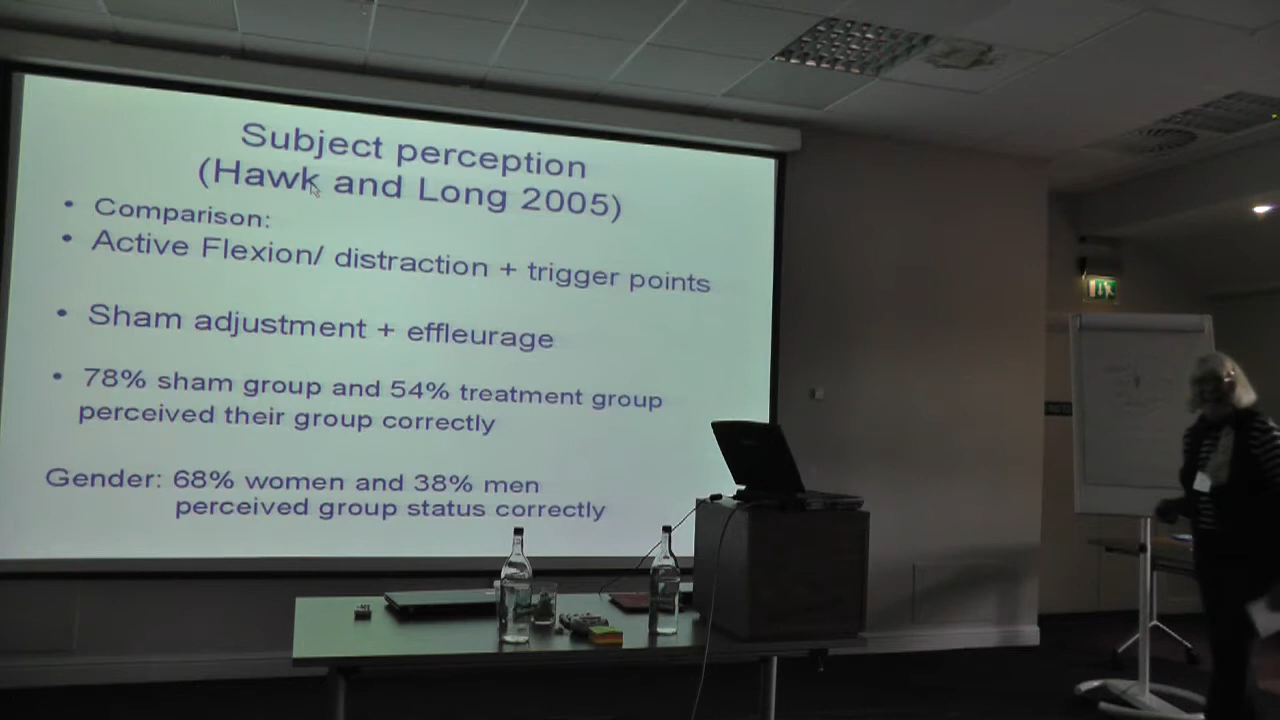 Subject perception
(Hawk and Long 2005)
• Comparison:
• Active Flexion/ distraction + trigger points
• Sham adjustment + effleurage
• 78% sham group and 54% treatment group
perceived their group correctly
Gender: 68% women and 38% men
perceived group status correctly